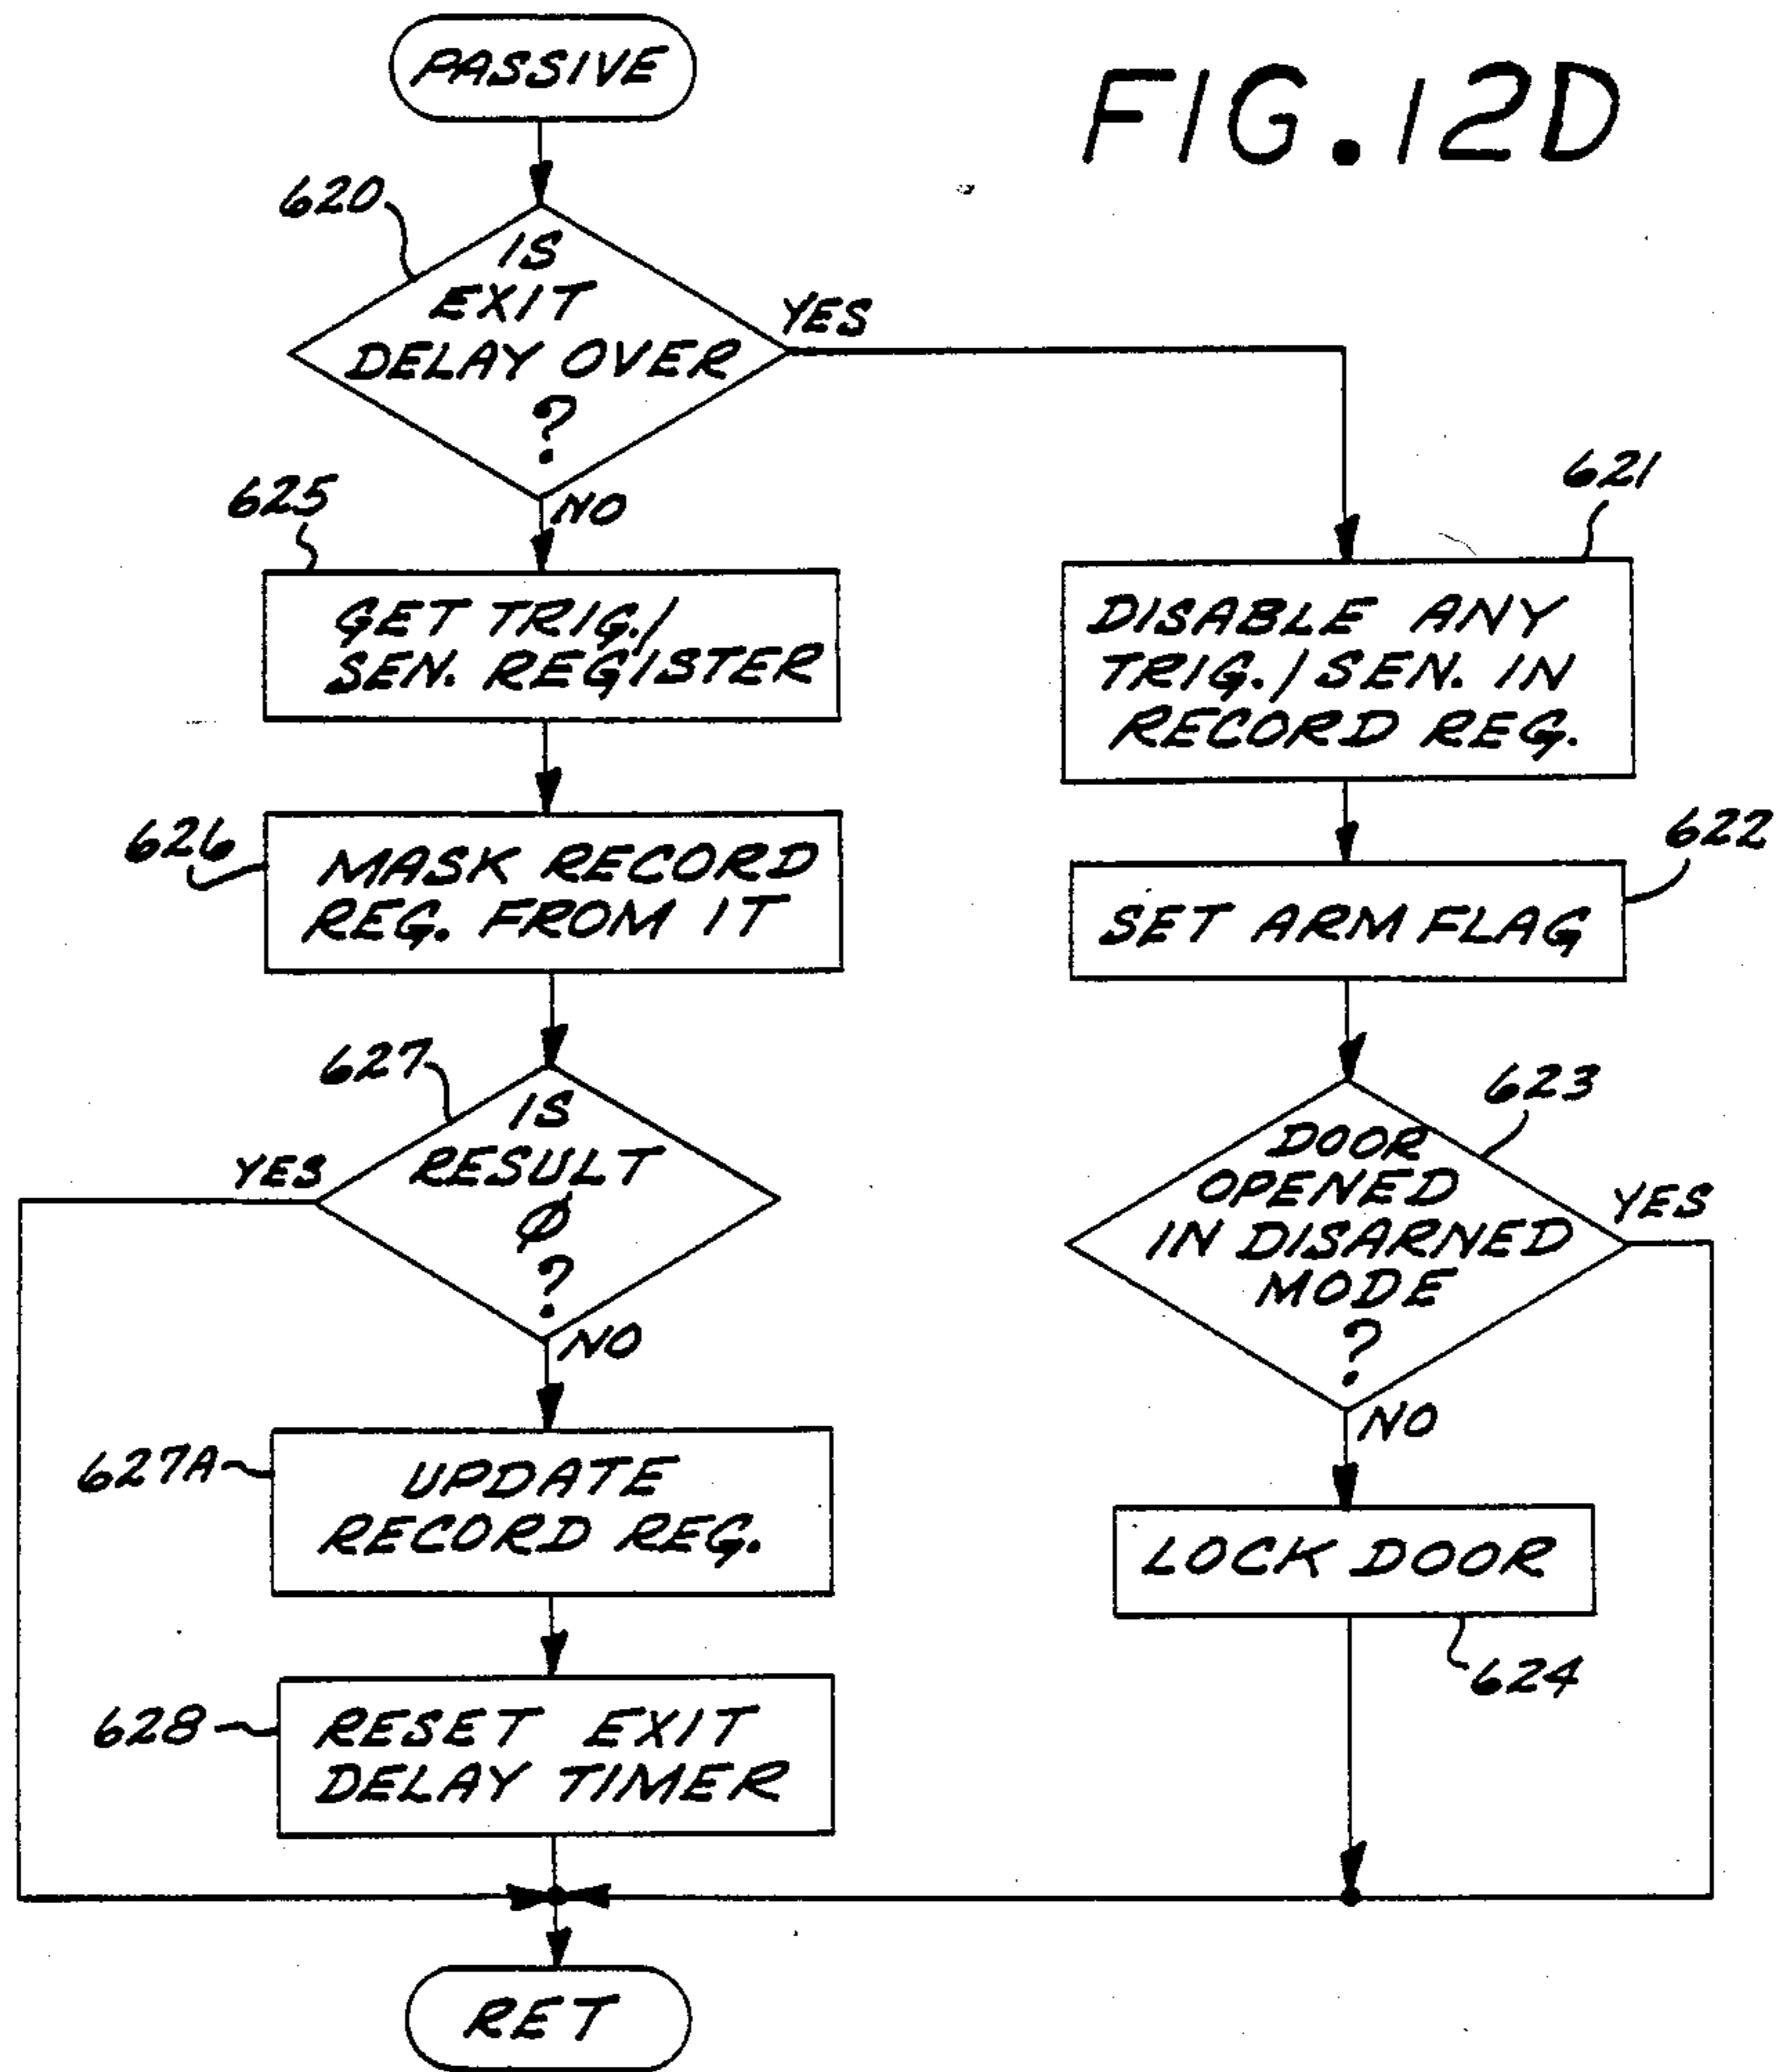 PASSIVE
FIG. 12D
620
IS
EXIT
DELAY OVER
?
YES
NO
625
GET TRIG./
SEN. REGISTER
621
DISABLE ANY
TRIG./SEN. IN
RECORD REG.
626
MASK RECORD
REG. FROM IT
622
SET ARM FLAG
627
IS
RESULT
Ø
?
YES
NO
623
DOOR
OPENED
IN DISARNED
MODE
?
YES
NO
627A
UPDATE
RECORD REG.
LOCK DOOR
624
628
RESET EXIT
DELAY TIMER
RET